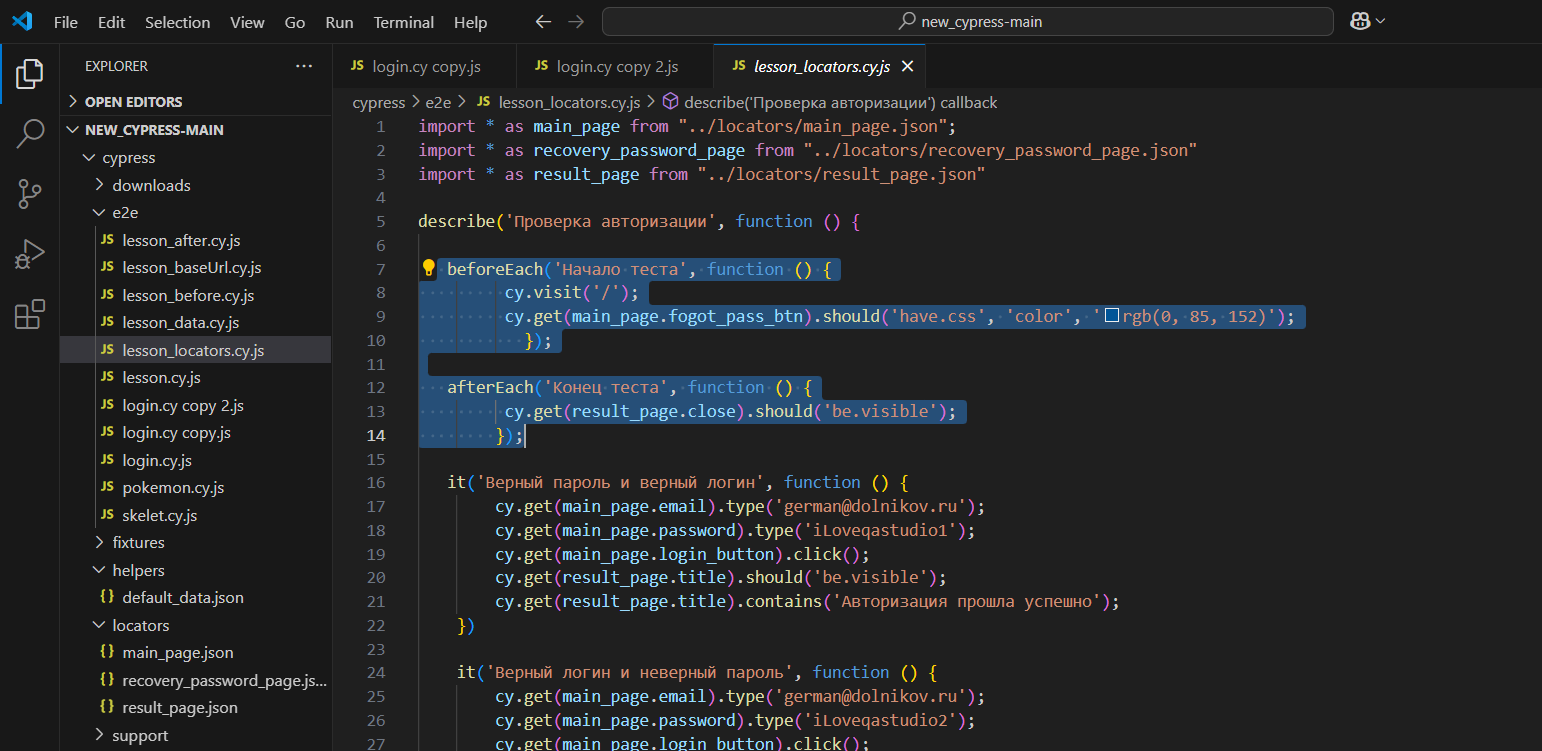 File Edit Selection View Go Run Terminal Help
new_cypress-main
EXPLORER
OPEN EDITORS
NEW_CYPRESS-MAIN
cypress
downloads
e2e
JS lesson_after.cy.js
JS lesson_baseUrl.cy.js
JS lesson_before.cy.js
JS lesson_data.cy.js
JS lesson_locators.cy.js
JS lesson.cy.js
JS login.cy copy 2.js
JS login.cy copy.js
JS login.cy.js
JS pokemon.cy.js
JS skelet.cy.js
fixtures
helpers
{} default_data.json
locators
{} main_page.json
{} recovery_password_page.js...
{} result_page.json
support
JS login.cy copy.js JS login.cy copy 2.js JS lesson_locators.cy.js
cypress > e2e > JS lesson_locators.cy.js > describe('Проверка авторизации') callback
1 import * as main_page from "../locators/main_page.json";
2 import * as recovery_password_page from "../locators/recovery_password_page.json"
3 import * as result_page from "../locators/result_page.json"
4
5 describe('Проверка авторизации', function () {
6
7 beforeEach('Начало теста', function () {
8 cy.visit('/');
9 cy.get(main_page.fogot_pass_btn).should('have.css', 'color', 'rgb(0, 85, 152)');
10 });
11
12 afterEach('Конец теста', function () {
13 cy.get(result_page.close).should('be.visible');
14 });
15
16 it('Верный пароль и верный логин', function () {
17 cy.get(main_page.email).type('german@dolnikov.ru');
18 cy.get(main_page.password).type('iLoveqastudio1');
19 cy.get(main_page.login_button).click();
20 cy.get(result_page.title).should('be.visible');
21 cy.get(result_page.title).contains('Авторизация прошла успешно');
22 })
23
24 it('Верный логин и неверный пароль', function () {
25 cy.get(main_page.email).type('german@dolnikov.ru');
26 cy.get(main_page.password).type('iLoveqastudio2');
27 cy.get(main_page.login_button).click();